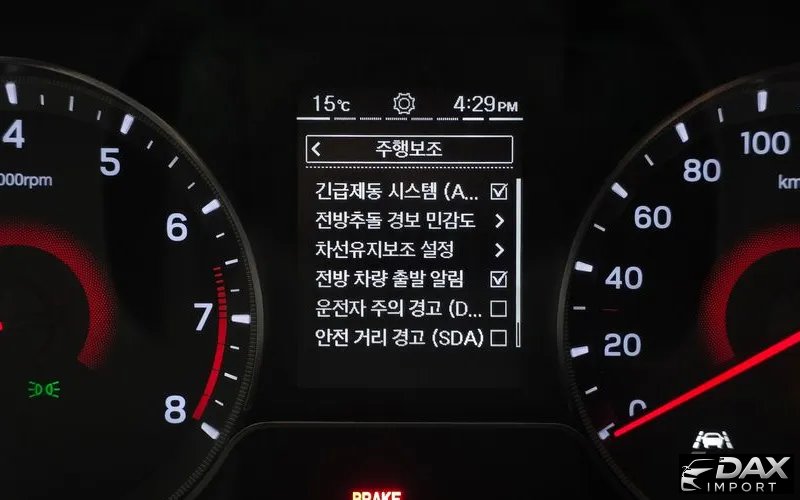 15℃ 4:29PM
< 주행보조
긴급제동 시스템 (A...
전방추돌 경보 민감도 >
차선유지보조 설정 >
전방 차량 출발 알림
운전자 주의 경고 (D...
안전 거리 경고 (SDA)
4
5
6
7
8
000rpm
100
80
60
40
20
0
km
BRAKE
DAX
IMPORT